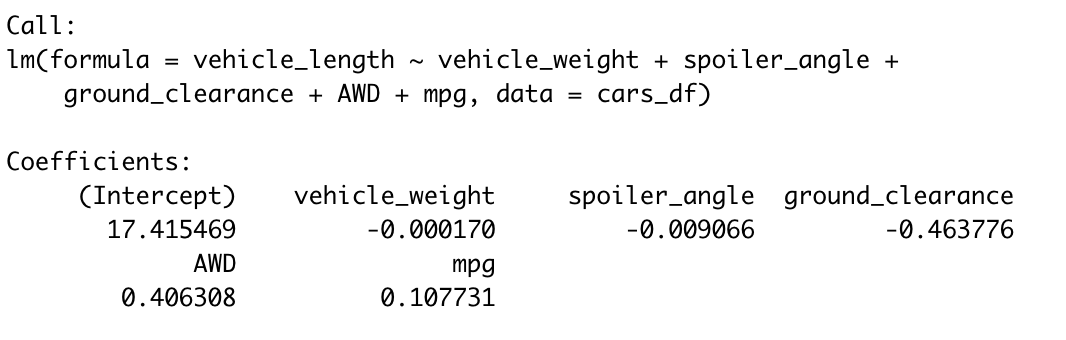 Call:
lm(formula = vehicle_length ~ vehicle_weight + spoiler_angle +
    ground_clearance + AWD + mpg, data = cars_df)

Coefficients:
     (Intercept)    vehicle_weight     spoiler_angle  ground_clearance
       17.415469         -0.000170         -0.009066         -0.463776
             AWD               mpg
        0.406308          0.107731